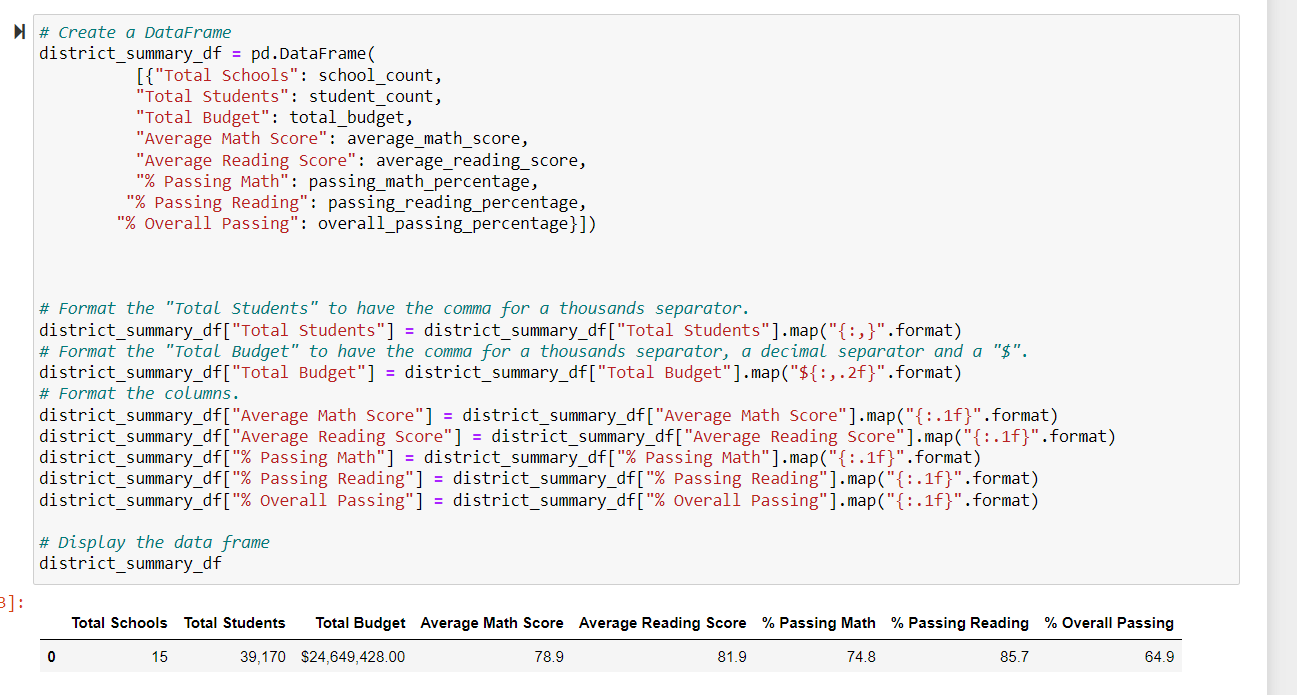 # Create a DataFrame
district_summary_df = pd.DataFrame(
[{"Total Schools": school_count,
"Total Students": student_count,
"Total Budget": total_budget,
"Average Math Score": average_math_score,
"Average Reading Score": average_reading_score,
"% Passing Math": passing_math_percentage,
"% Passing Reading": passing_reading_percentage,
"% Overall Passing": overall_passing_percentage}])
# Format the "Total Students" to have the comma for a thousands separator.
district_summary_df["Total Students"] = district_summary_df["Total Students"].map("{:,}".format)
# Format the "Total Budget" to have the comma for a thousands separator, a decimal separator and a "$".
district_summary_df["Total Budget"] = district_summary_df["Total Budget"].map("${:,.2f}".format)
# Format the columns.
district_summary_df["Average Math Score"] = district_summary_df["Average Math Score"].map("{:.1f}".format)
district_summary_df["Average Reading Score"] = district_summary_df["Average Reading Score"].map("{:.1f}".format)
district_summary_df["% Passing Math"] = district_summary_df["% Passing Math"].map("{:.1f}".format)
district_summary_df["% Passing Reading"] = district_summary_df["% Passing Reading"].map("{:.1f}".format)
district_summary_df["% Overall Passing"] = district_summary_df["% Overall Passing"].map("{:.1f}".format)
# Display the data frame
district_summary_df
3]:
Total Schools Total Students Total Budget Average Math Score Average Reading Score % Passing Math % Passing Reading % Overall Passing
0 15 39,170 $24,649,428.00 78.9 81.9 74.8 85.7 64.9